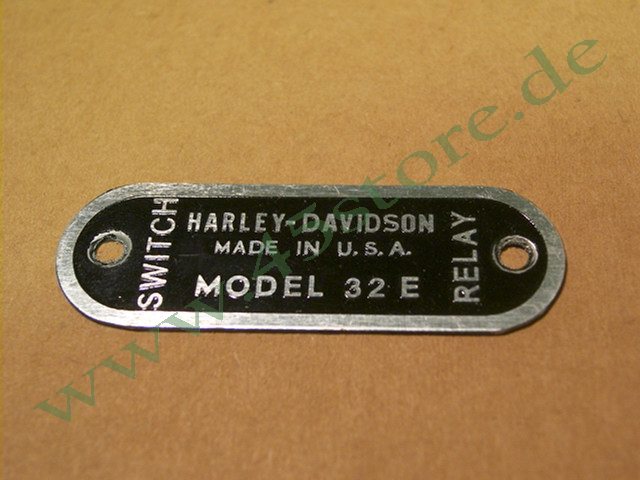 SWITCH
HARLEY-DAVIDSON
MADE IN U.S.A.
MODEL 32 E
RELAY
www.45store.de